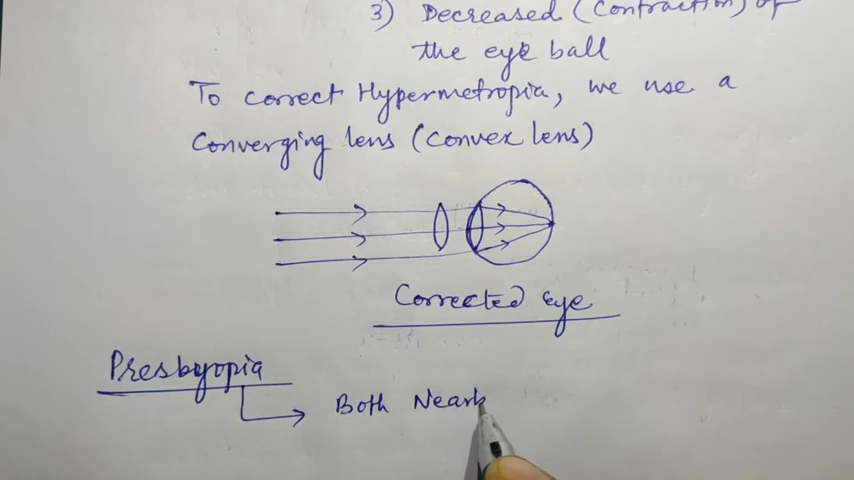 3) Decreased (Contraction) of
the eye ball
To correct Hypermetropia, we use a
Converging lens (Convex lens)
Corrected eye
Presbyopia
Both Nearb